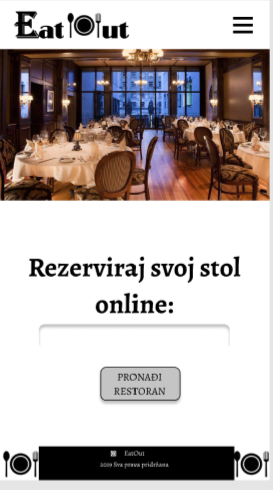 EatOut
Rezerviraj svoj stol
online:
PRONAĐI
RESTORAN
EatOut
2019 Sva prava pridržana